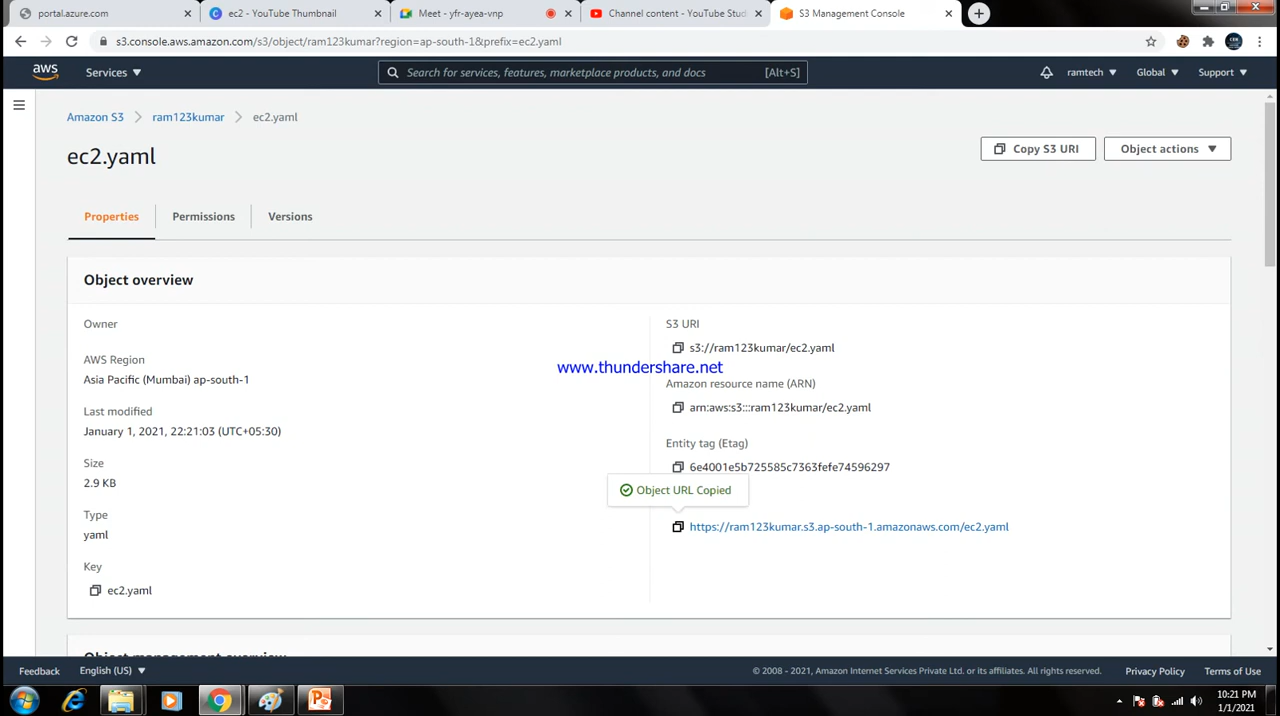 portal.azure.com
ec2 - YouTube Thumbnail
Meet - yfr-ayea-vnp
Channel content - YouTube Stud
S3 Management Console
s3.console.aws.amazon.com/s3/object/ram123kumar?region=ap-south-1&prefix=ec2.yaml
aws
Services
Search for services, features, marketplace products, and docs [Alt+S]
ramtech
Global
Support
Amazon S3 > ram123kumar > ec2.yaml
ec2.yaml
Copy S3 URI
Object actions
Properties
Permissions
Versions
Object overview
Owner
AWS Region
Asia Pacific (Mumbai) ap-south-1
Last modified
January 1, 2021, 22:21:03 (UTC+05:30)
Size
2.9 KB
Type
yaml
Key
ec2.yaml
S3 URI
s3://ram123kumar/ec2.yaml
www.thundershare.net
Amazon resource name (ARN)
arn:aws:s3:::ram123kumar/ec2.yaml
Entity tag (Etag)
6e4001e5b725585c7363fefe74596297
Object URL Copied
https://ram123kumar.s3.ap-south-1.amazonaws.com/ec2.yaml
Feedback
English (US)
© 2008 - 2021, Amazon Internet Services Private Ltd. or its affiliates. All rights reserved.
Privacy Policy
Terms of Use
10:21 PM
1/1/2021